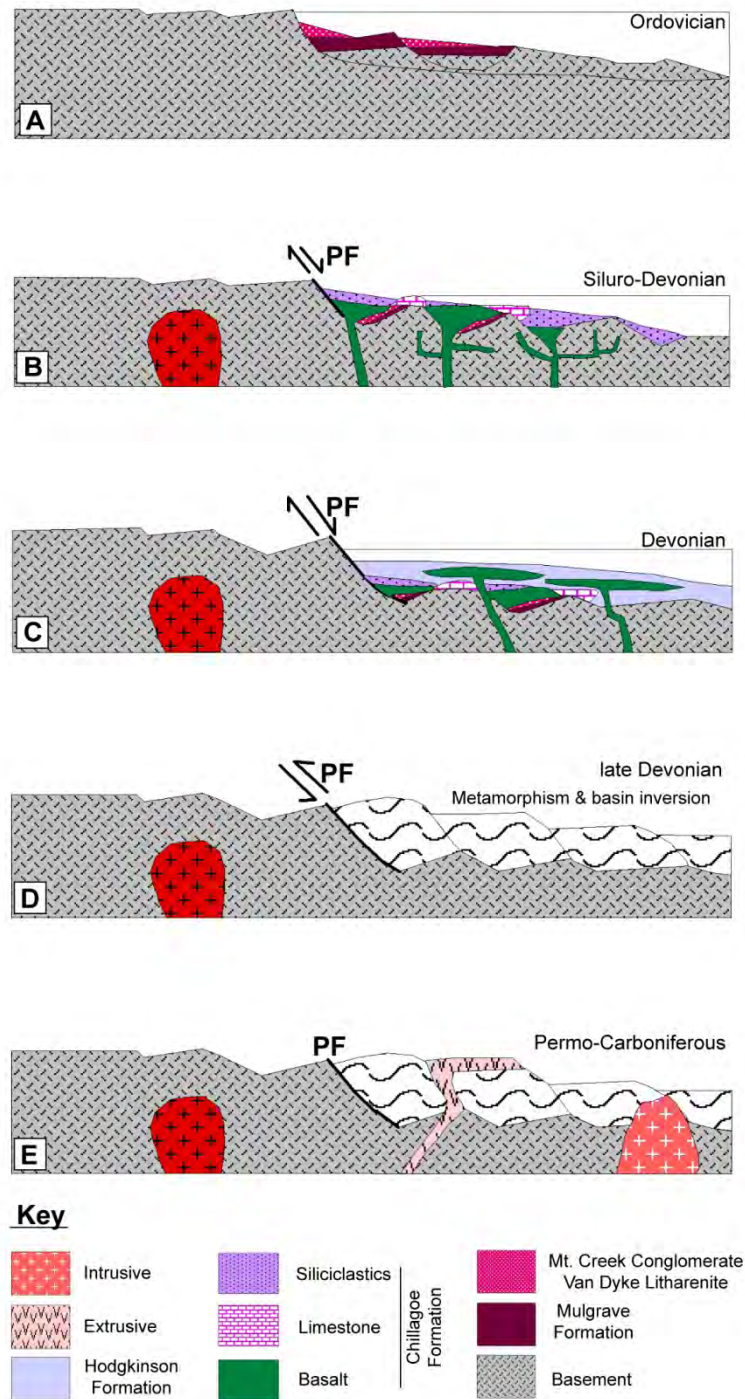 Ordovician
A
PF
Siluro-Devonian
B
PF
Devonian
C
PF
late Devonian
Metamorphism & basin inversion
D
PF
Permo-Carboniferous
E
Key
Intrusive
Extrusive
Hodgkinson
Formation
Siliciclastics
Limestone
Basalt
Chillagoe
Formation
Mt. Creek Conglomerate
Van Dyke Litharenite
Mulgrave
Formation
Basement